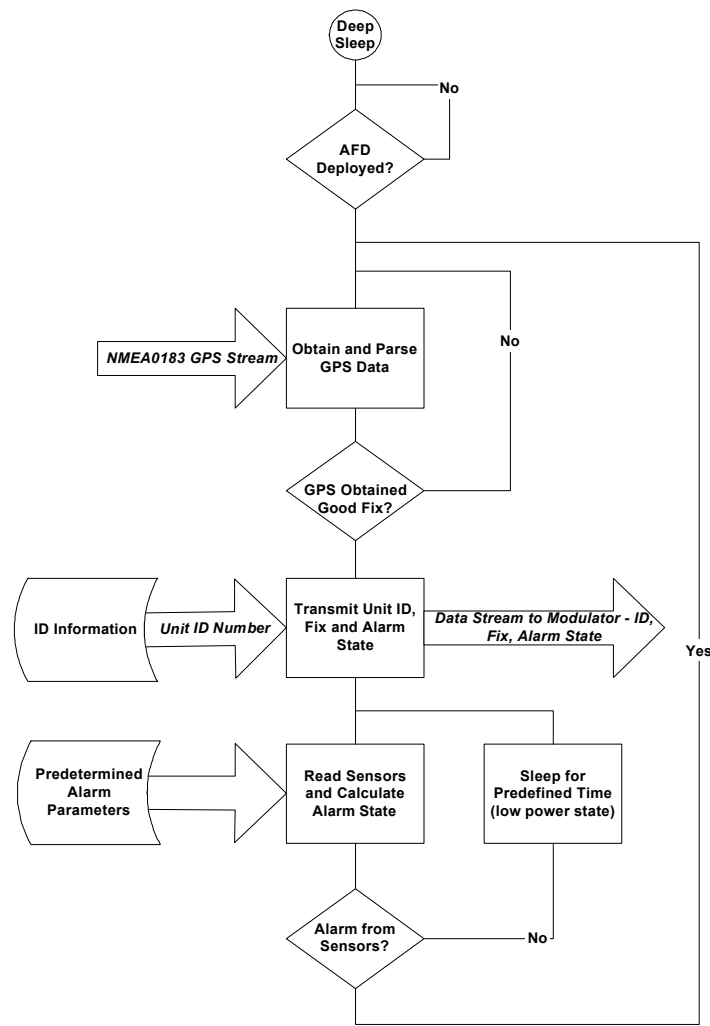 Deep
Sleep
No
AFD
Deployed?
NMEA0183 GPS Stream
Obtain and Parse
GPS Data
No
GPS Obtained
Good Fix?
ID Information
Unit ID Number
Transmit Unit ID,
Fix and Alarm
State
Data Stream to Modulator - ID,
Fix, Alarm State
Yes
Predetermined
Alarm
Parameters
Read Sensors
and Calculate
Alarm State
Sleep for
Predefined Time
(low power state)
Alarm from
Sensors?
No